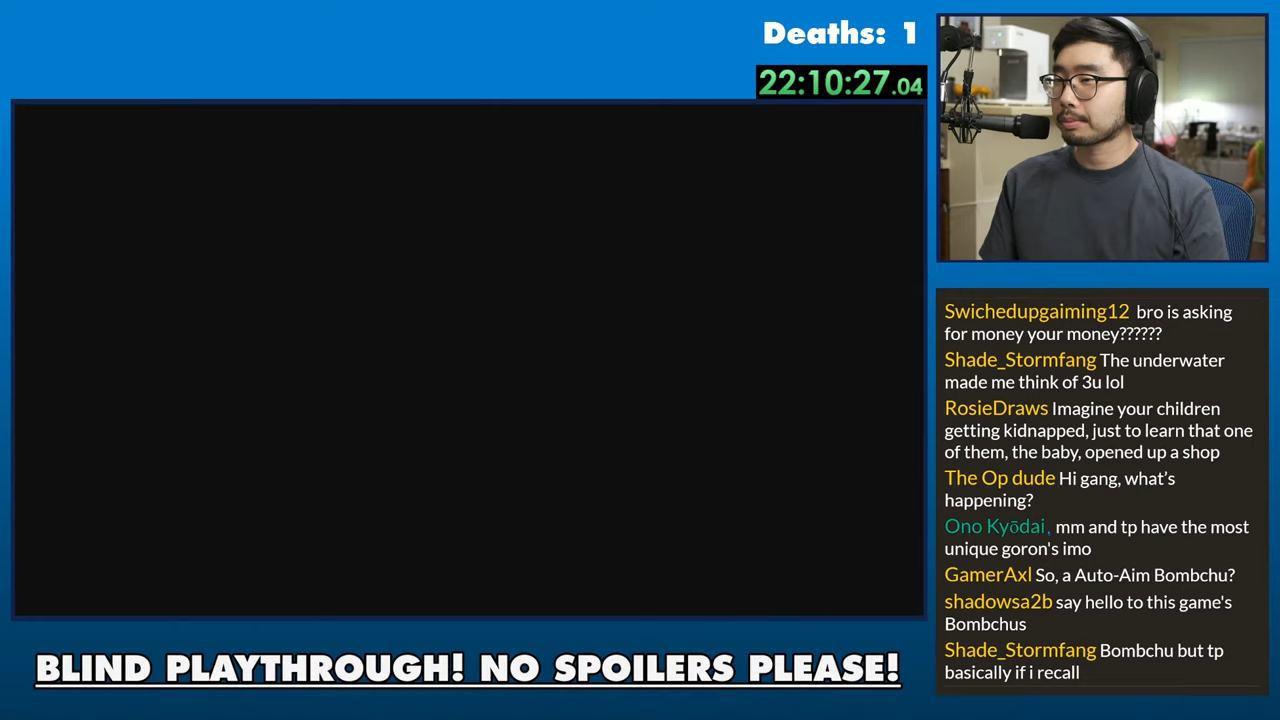 Deaths: 1
22:10:27.04
Swichedupgaiming12 bro is asking
for money your money??????
Shade_Stormfang The underwater
made me think of 3u lol
RosieDraws Imagine your children
getting kidnapped, just to learn that one
of them, the baby, opened up a shop
The Op dude Hi gang, what's
happening?
Ono Kyōdai, mm and tp have the most
unique goron's imo
GamerAxl So, a Auto-Aim Bombchu?
shadowsa2b say hello to this game's
Bombchus
Shade_Stormfang Bombchu but tp
basically if i recall
BLIND PLAYTHROUGH! NO SPOILERS PLEASE!